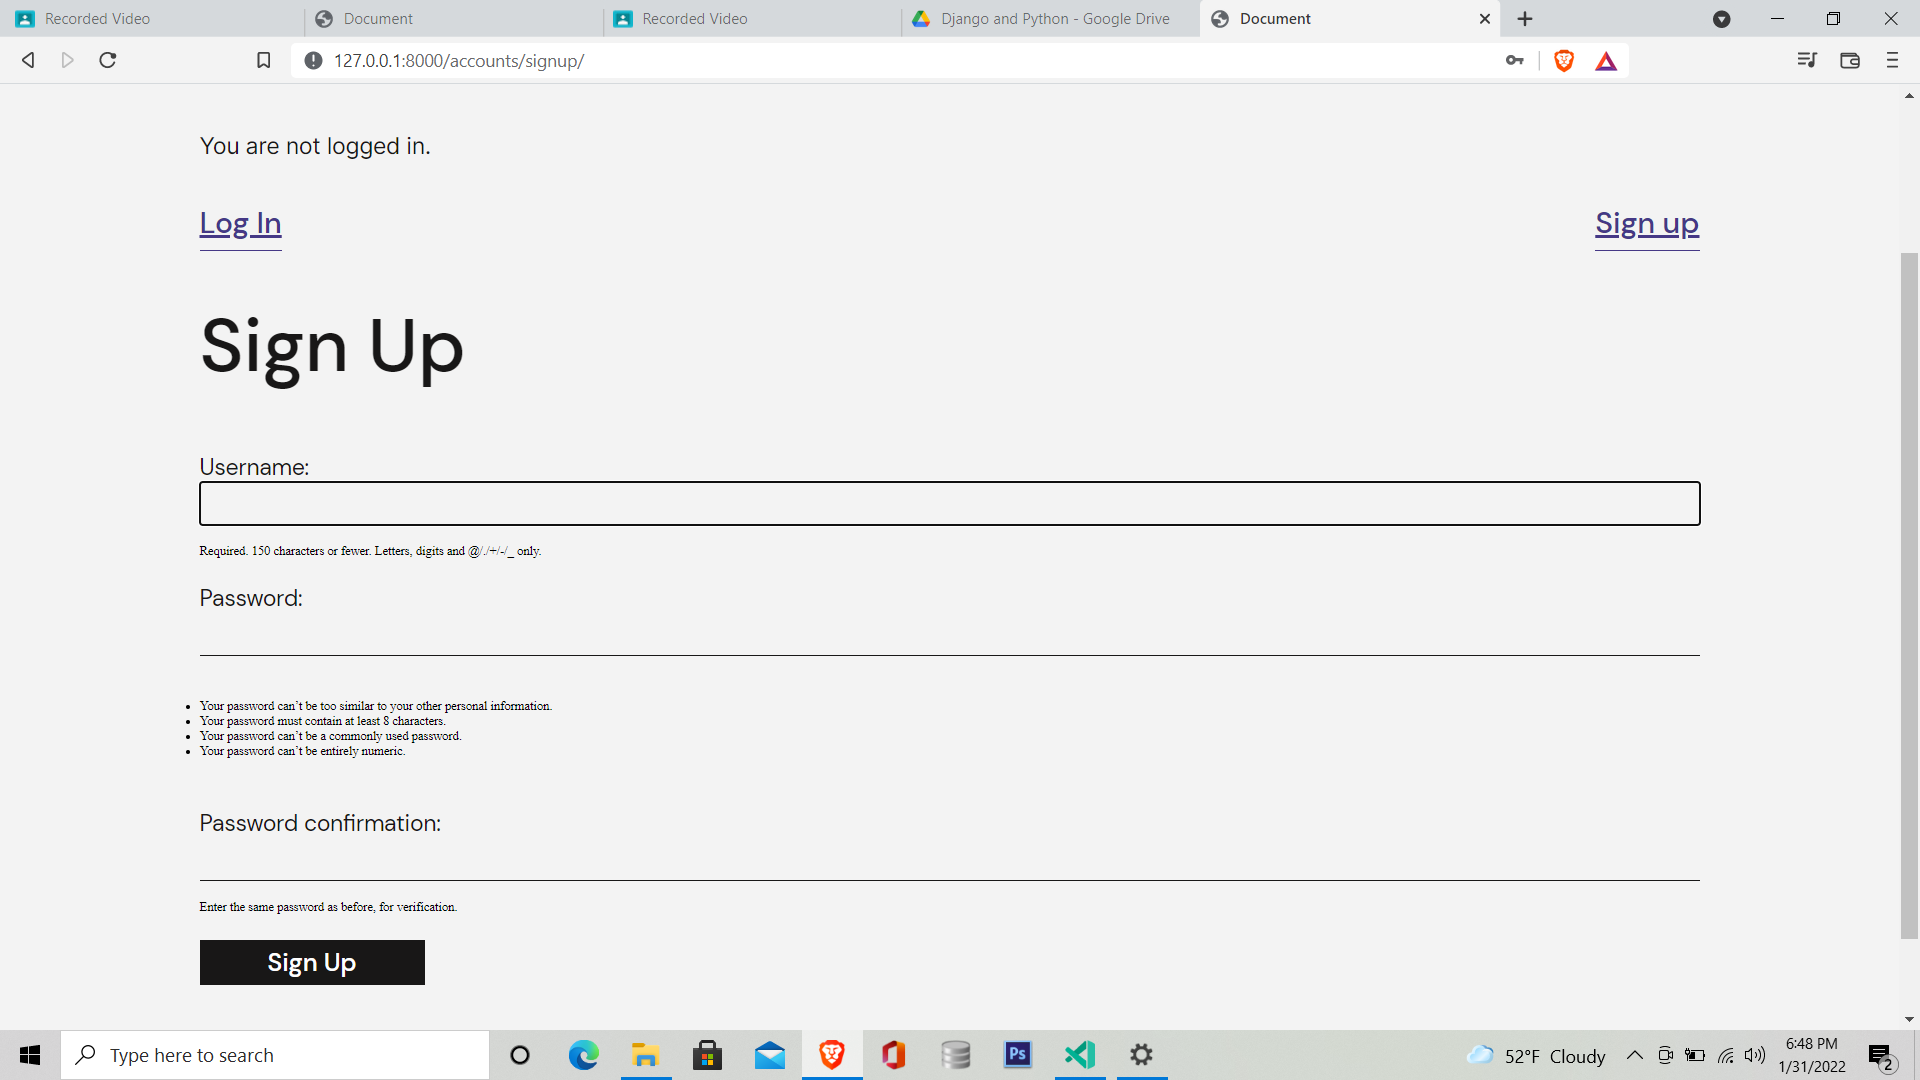 Recorded Video
Document
Recorded Video
Django and Python - Google Drive
Document
127.0.0.1:8000/accounts/signup/
You are not logged in.
Log In
Sign up
Sign Up
Username:
Required. 150 characters or fewer. Letters, digits and @/./+/-/_ only.
Password:
Your password can’t be too similar to your other personal information.
Your password must contain at least 8 characters.
Your password can’t be a commonly used password.
Your password can’t be entirely numeric.
Password confirmation:
Enter the same password as before, for verification.
Sign Up
Type here to search
Ps
52°F Cloudy
6:48 PM
1/31/2022
2